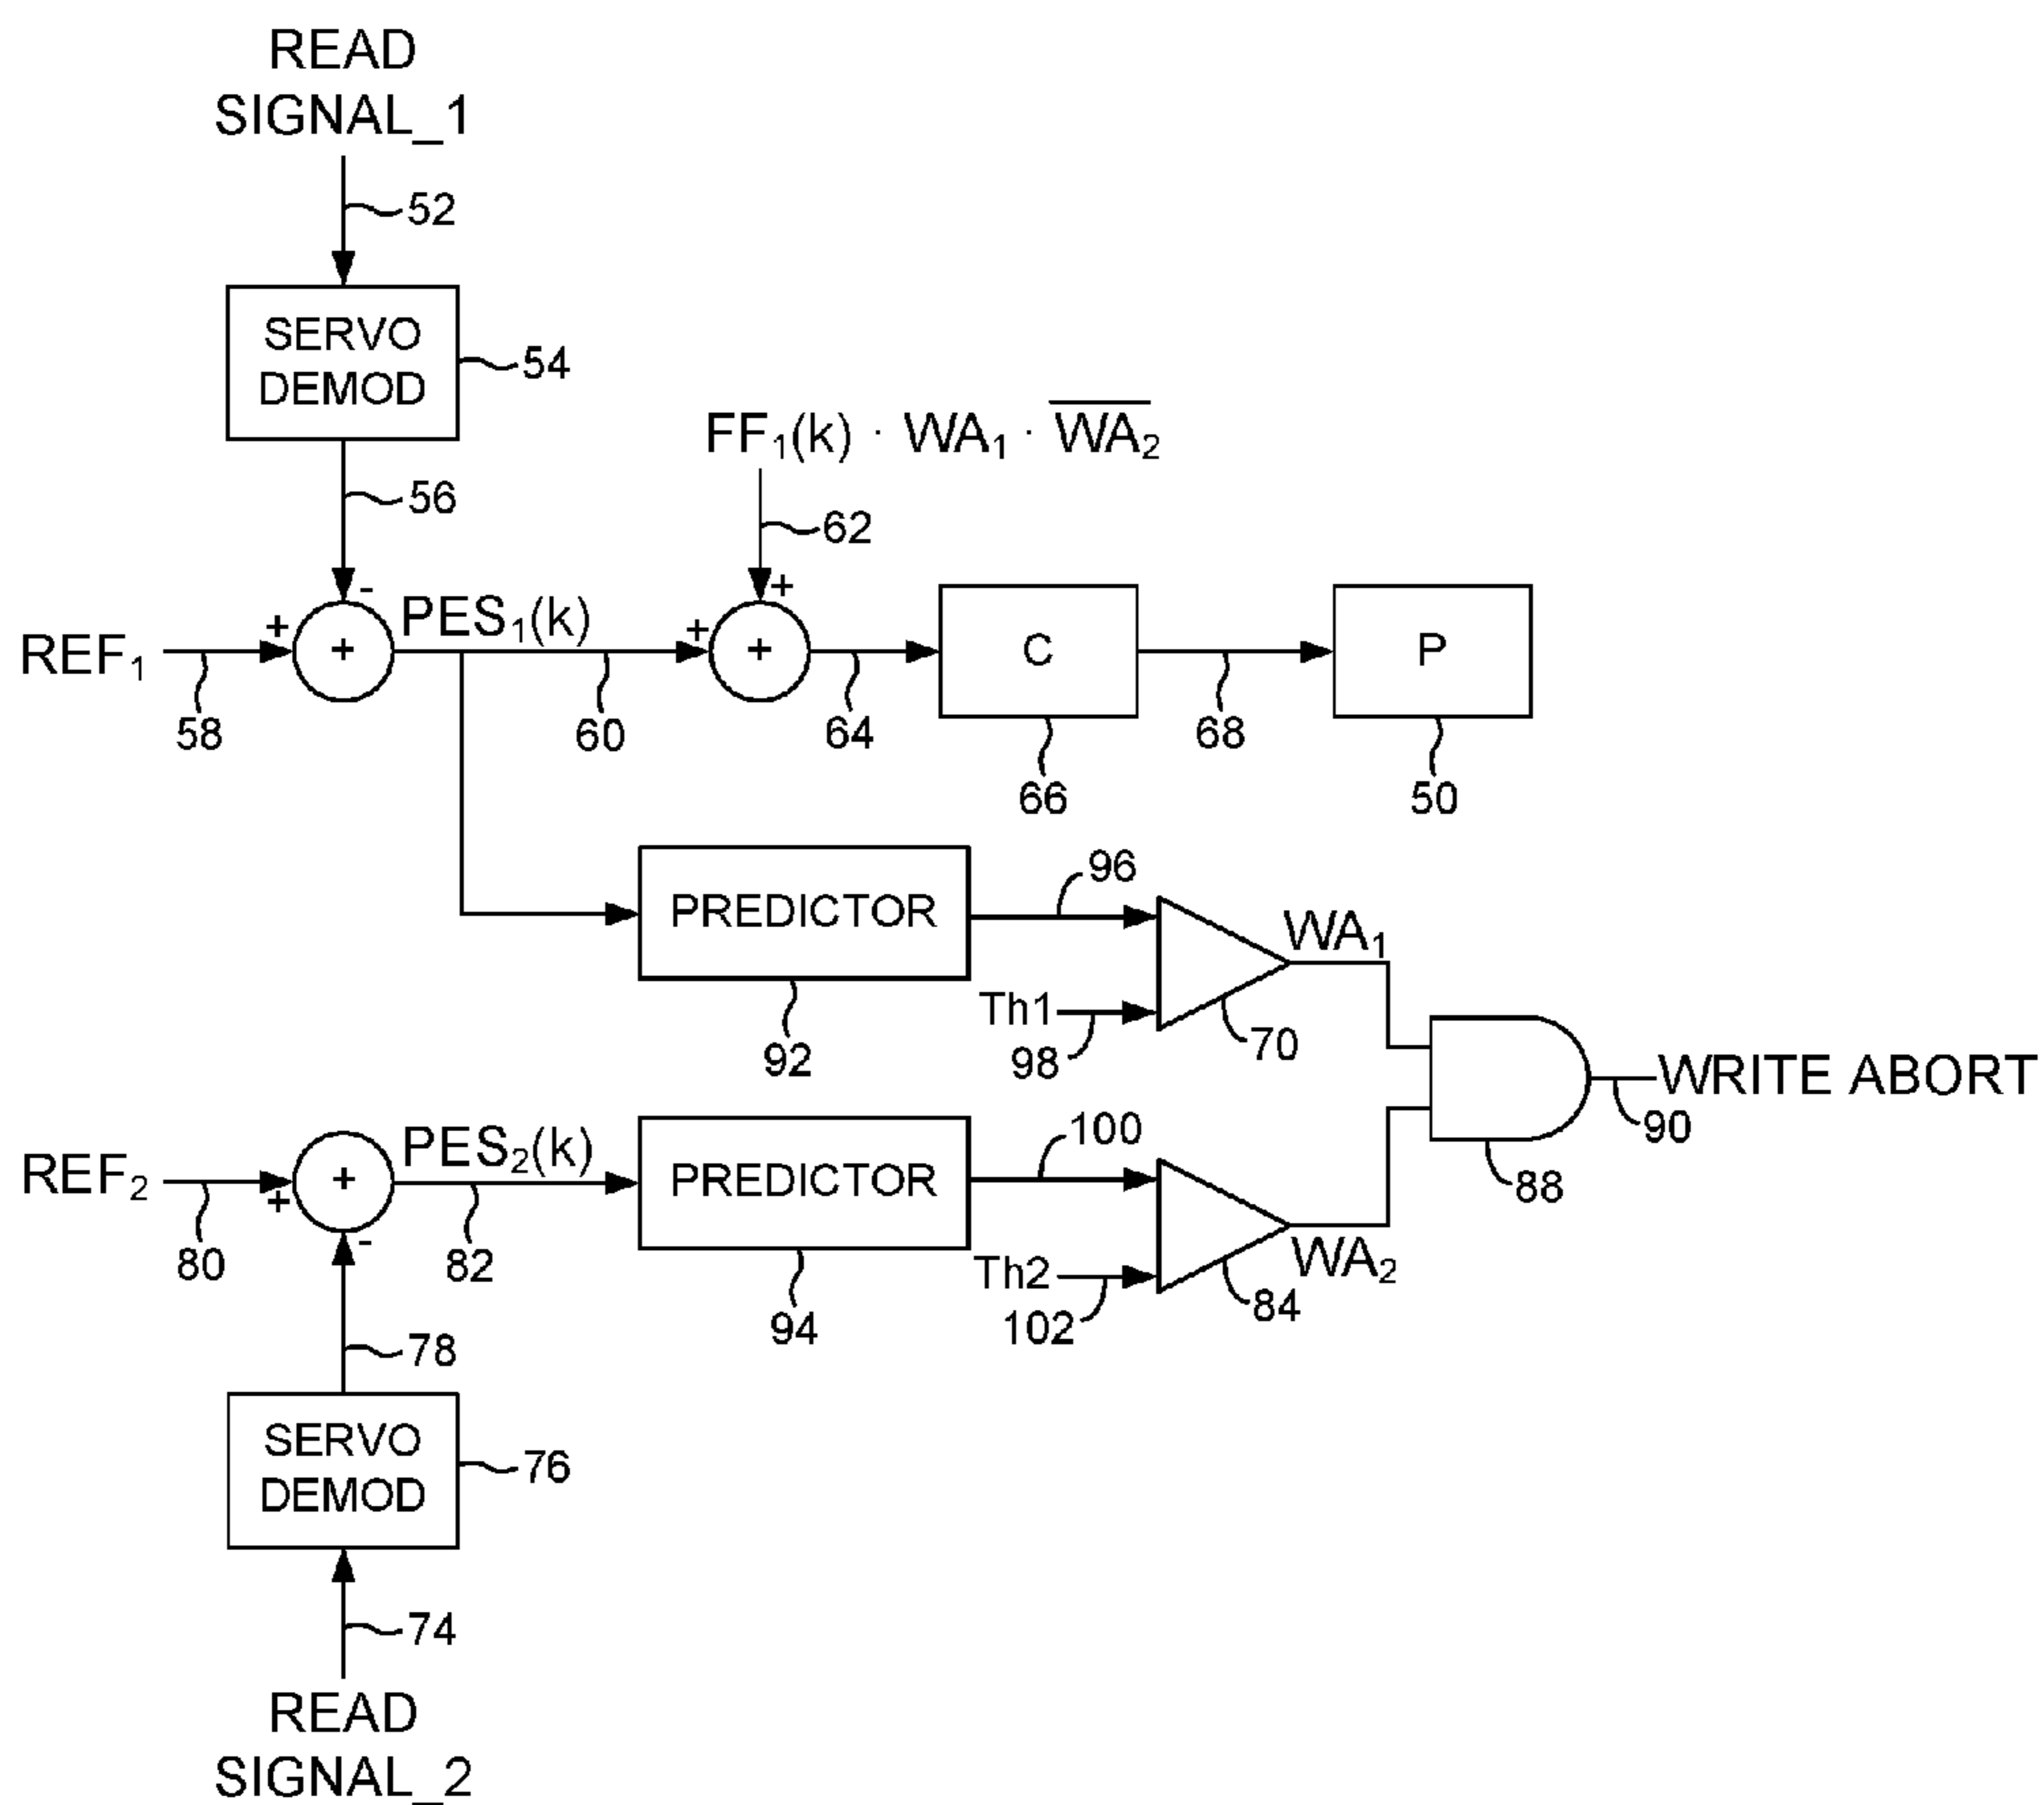 READ
SIGNAL_1
52
SERVO
DEMOD
54
FF₁(k) · WA₁ · W̅A̅₂
56
62
-
+
REF₁
+
+
PES₁(k)
+
+
C
P
58
60
64
68
66
50
PREDICTOR
96
WA₁
Th1
92
98
70
WRITE ABORT
90
88
REF₂
+
+
PES₂(k)
PREDICTOR
100
80
-
82
Th2
WA₂
94
102
84
78
SERVO
DEMOD
76
74
READ
SIGNAL_2